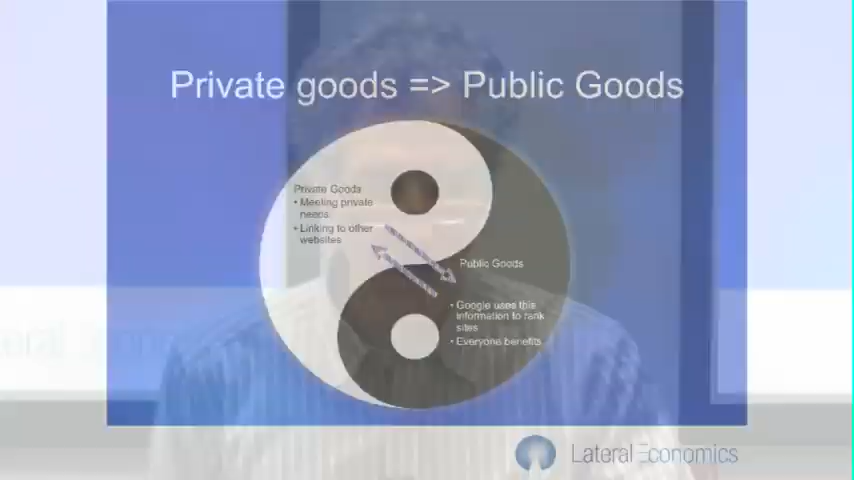 Private goods => Public Goods
Private Goods
• Meeting private
needs
• Linking to other
websites
Public Goods
• Google uses this
information to rank
sites
• Everyone benefits
Lateral Economics